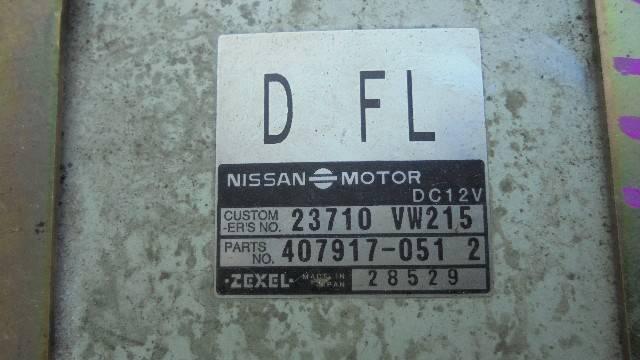 D FL
NISSAN MOTOR
DC12V
CUSTOM
-ER'S NO. 23710 VW215
PARTS
NO. 407917-051 2
·ZEXEL· MADE IN
JAPAN 28529